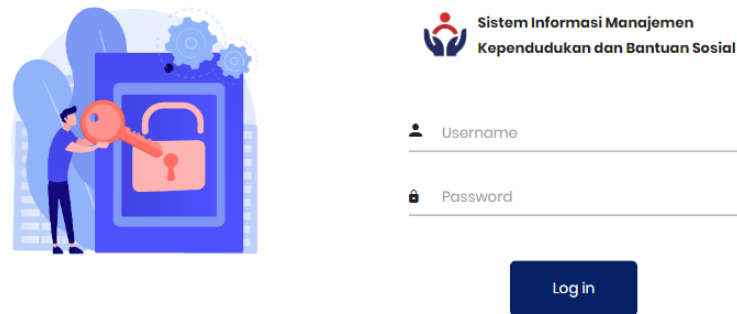 Sistem Informasi Manajemen
Kependudukan dan Bantuan Sosial
Username
Password
Log in